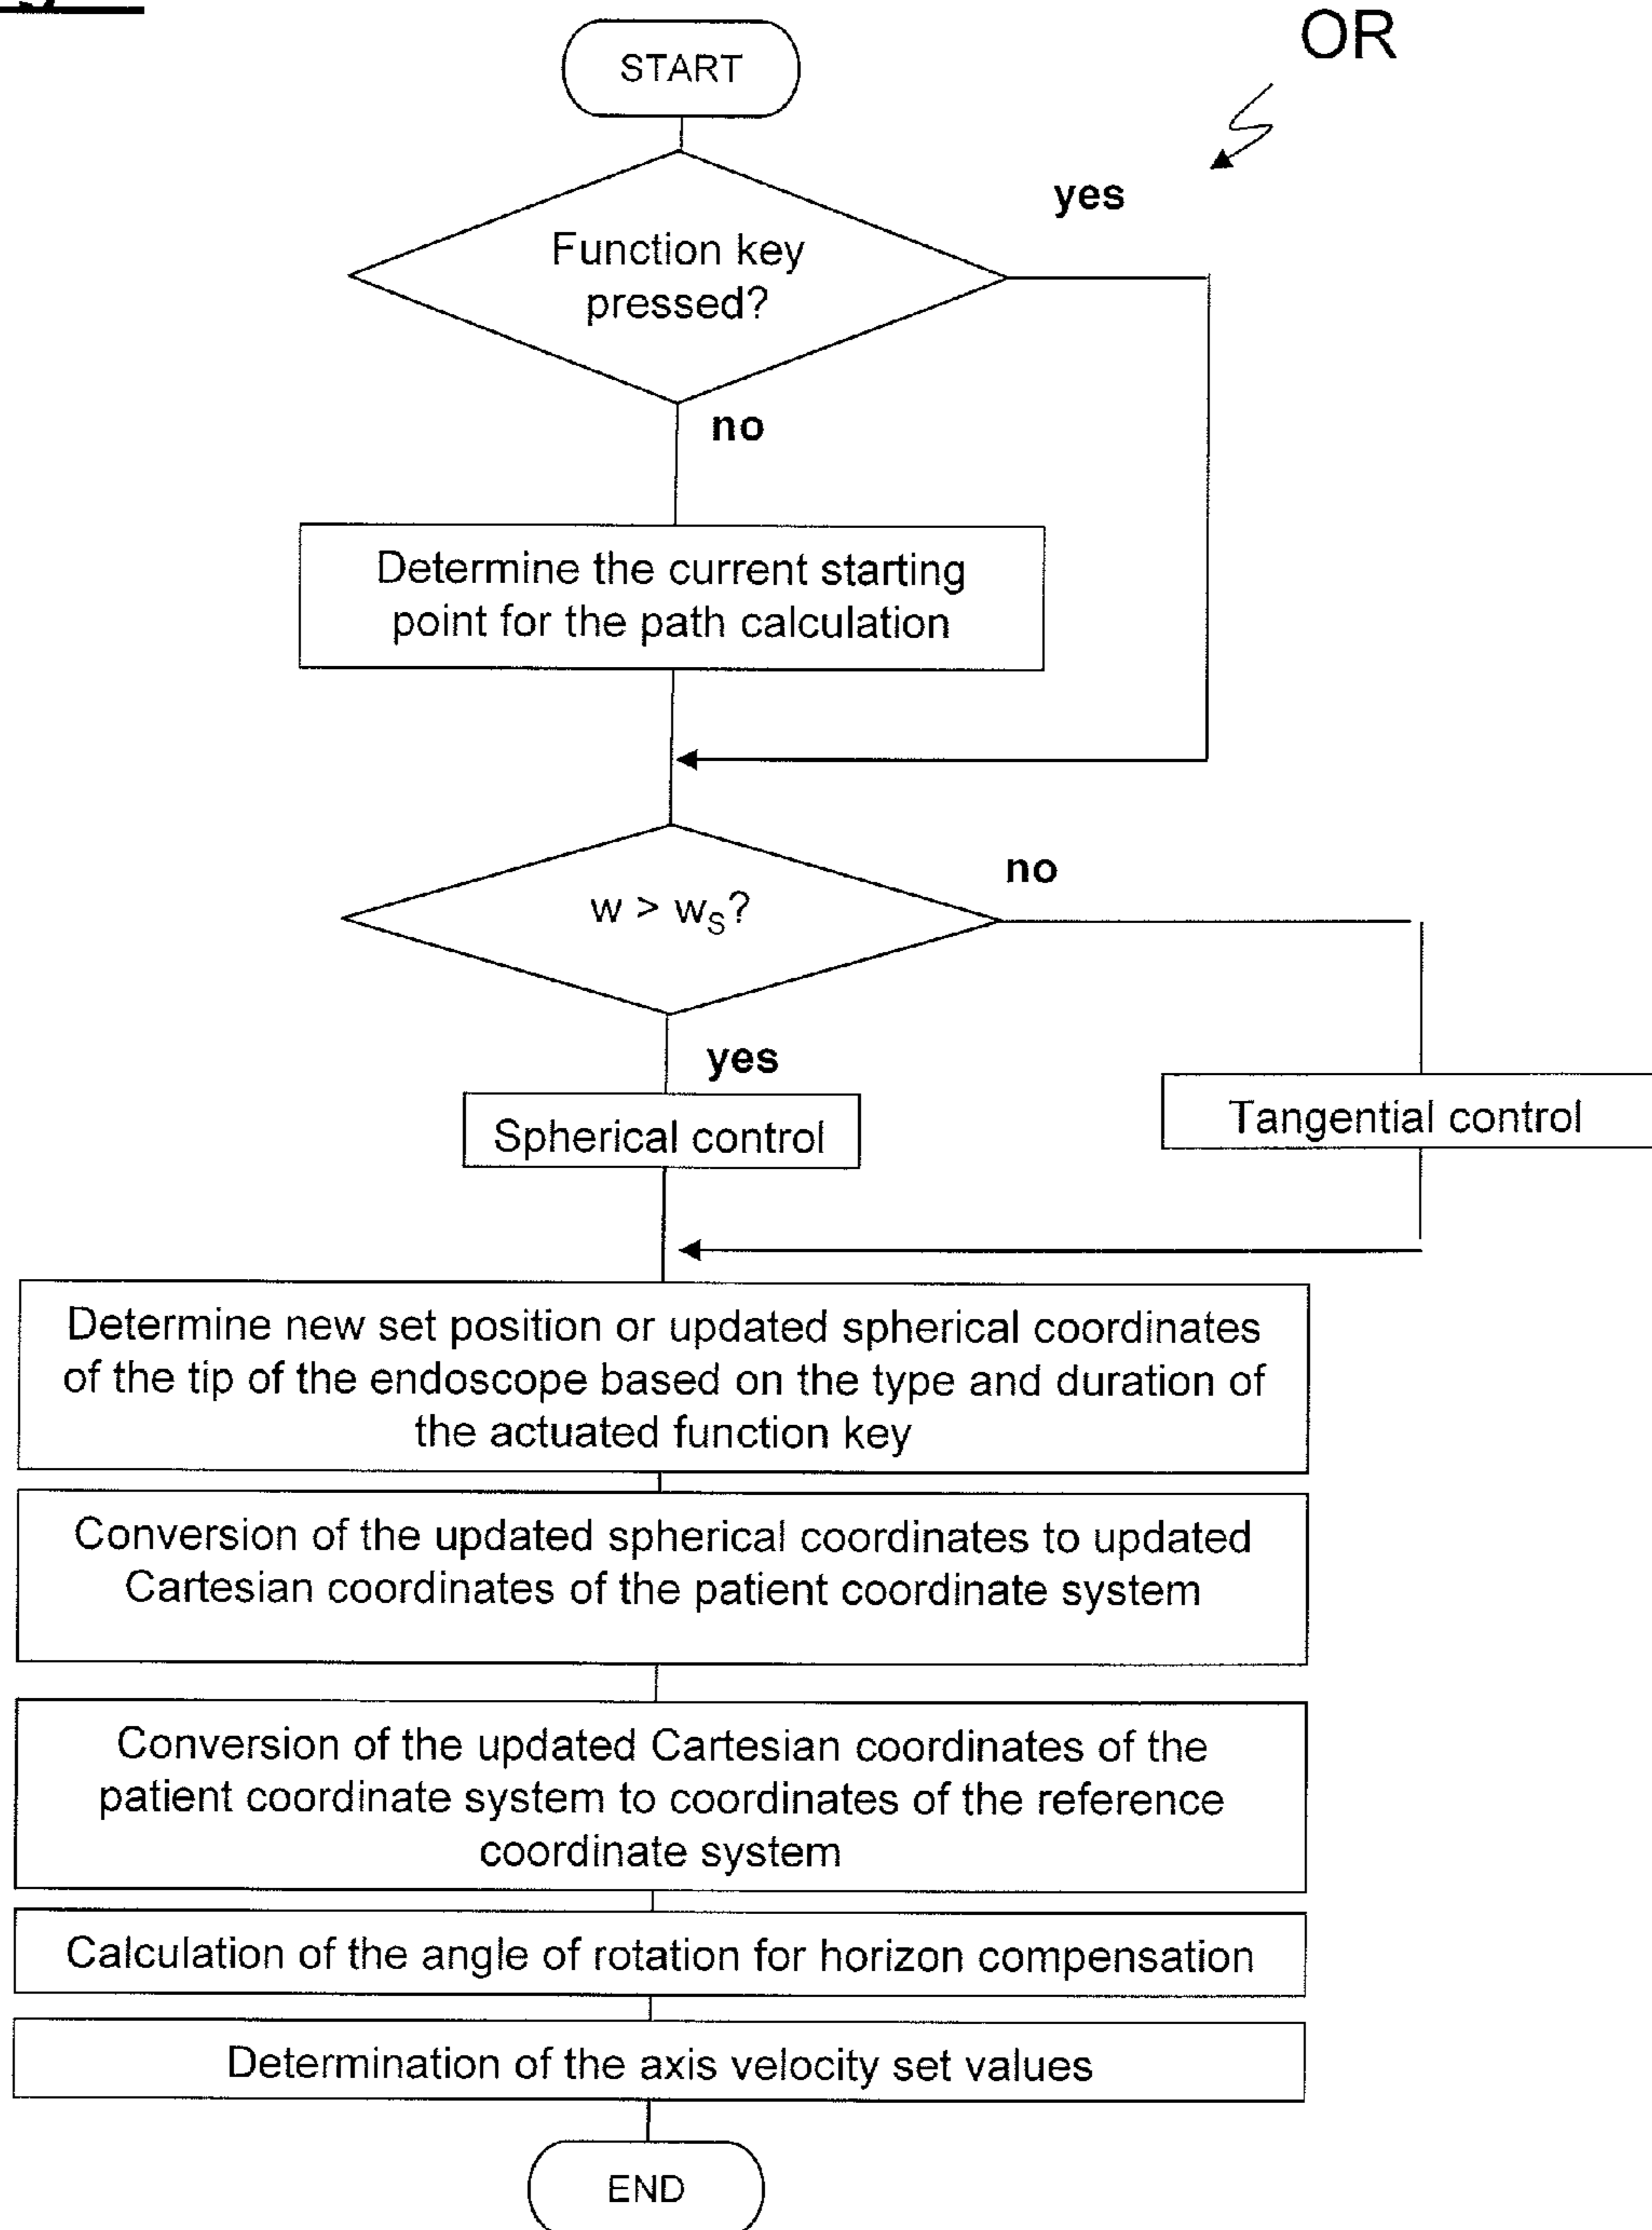 OR
START
yes
Function key
pressed?
no
Determine the current starting
point for the path calculation
no
w > wS?
yes
Spherical control
Tangential control
Determine new set position or updated spherical coordinates
of the tip of the endoscope based on the type and duration of
the actuated function key
Conversion of the updated spherical coordinates to updated
Cartesian coordinates of the patient coordinate system
Conversion of the updated Cartesian coordinates of the
patient coordinate system to coordinates of the reference
coordinate system
Calculation of the angle of rotation for horizon compensation
Determination of the axis velocity set values
END